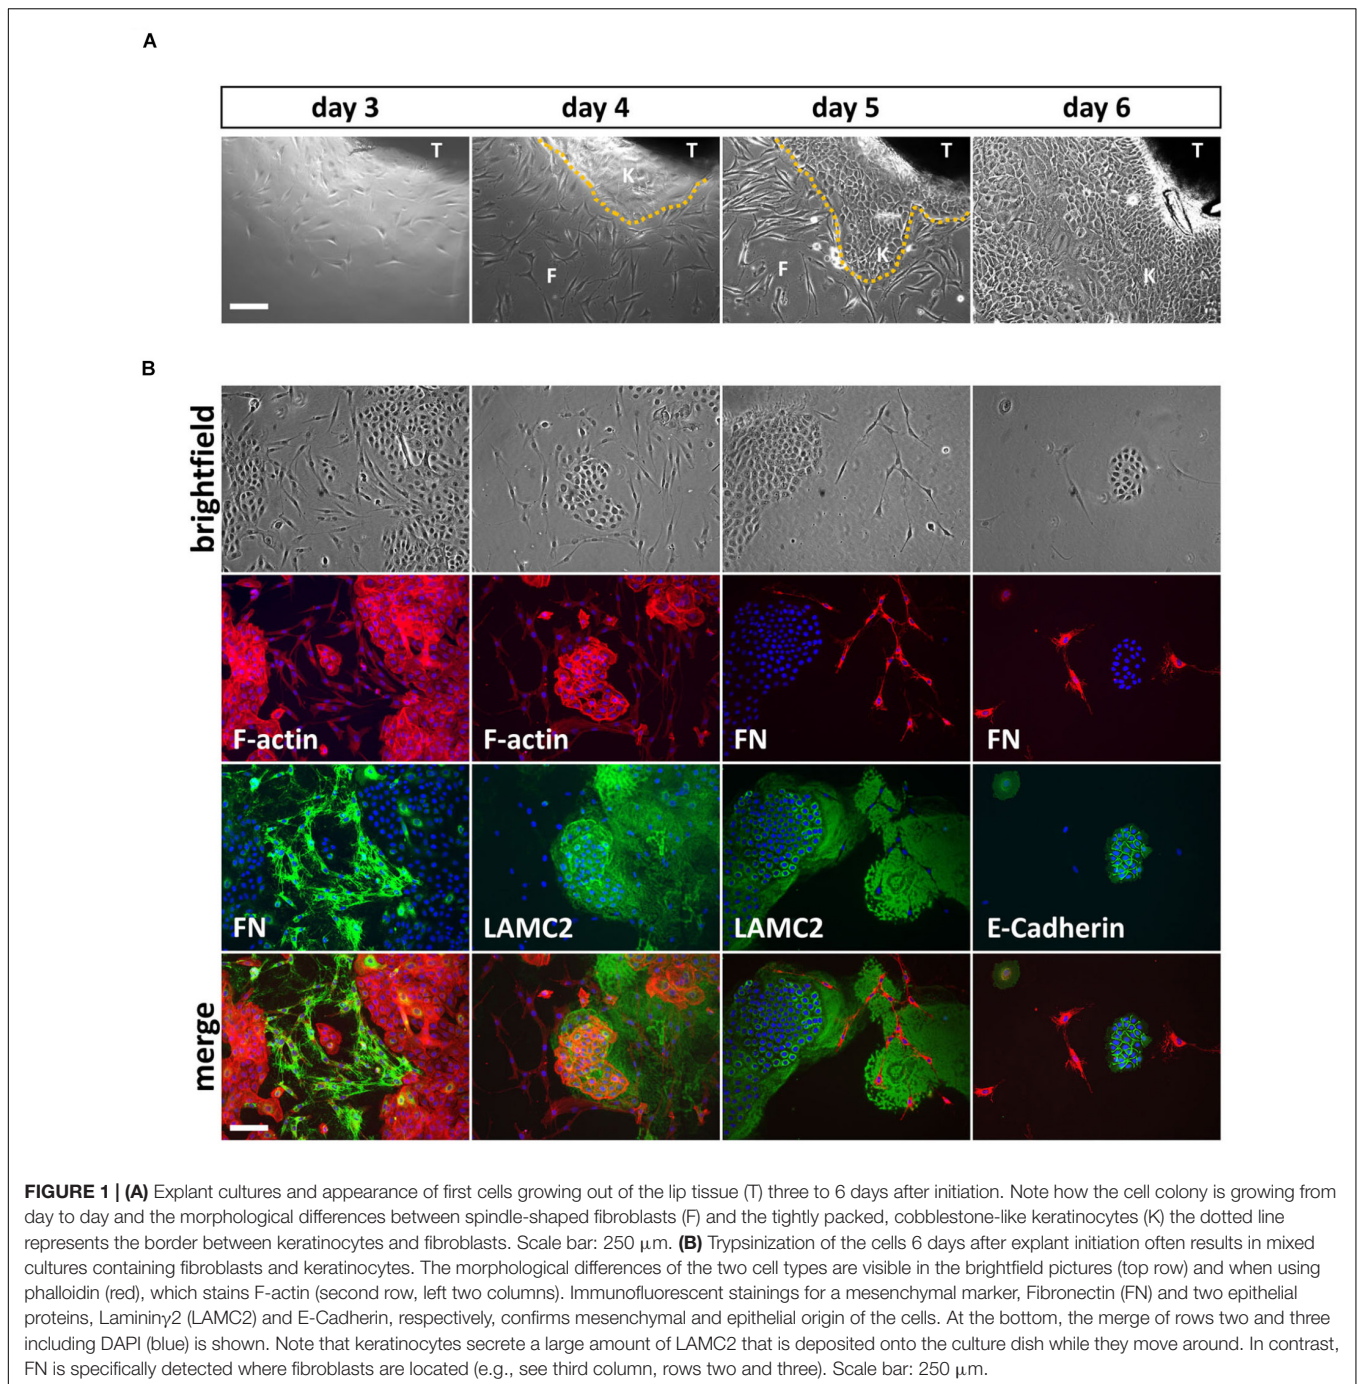 A
day 3 day 4 day 5 day 6
T T T T
K
F
F
K
K
B
brightfield
F-actin F-actin FN FN
FN LAMC2 LAMC2 E-Cadherin
merge
FIGURE 1 | (A) Explant cultures and appearance of first cells growing out of the lip tissue (T) three to 6 days after initiation. Note how the cell colony is growing from
day to day and the morphological differences between spindle-shaped fibroblasts (F) and the tightly packed, cobblestone-like keratinocytes (K) the dotted line
represents the border between keratinocytes and fibroblasts. Scale bar: 250 μm. (B) Trypsinization of the cells 6 days after explant initiation often results in mixed
cultures containing fibroblasts and keratinocytes. The morphological differences of the two cell types are visible in the brightfield pictures (top row) and when using
phalloidin (red), which stains F-actin (second row, left two columns). Immunofluorescent stainings for a mesenchymal marker, Fibronectin (FN) and two epithelial
proteins, Lamininγ2 (LAMC2) and E-Cadherin, respectively, confirms mesenchymal and epithelial origin of the cells. At the bottom, the merge of rows two and three
including DAPI (blue) is shown. Note that keratinocytes secrete a large amount of LAMC2 that is deposited onto the culture dish while they move around. In contrast,
FN is specifically detected where fibroblasts are located (e.g., see third column, rows two and three). Scale bar: 250 μm.